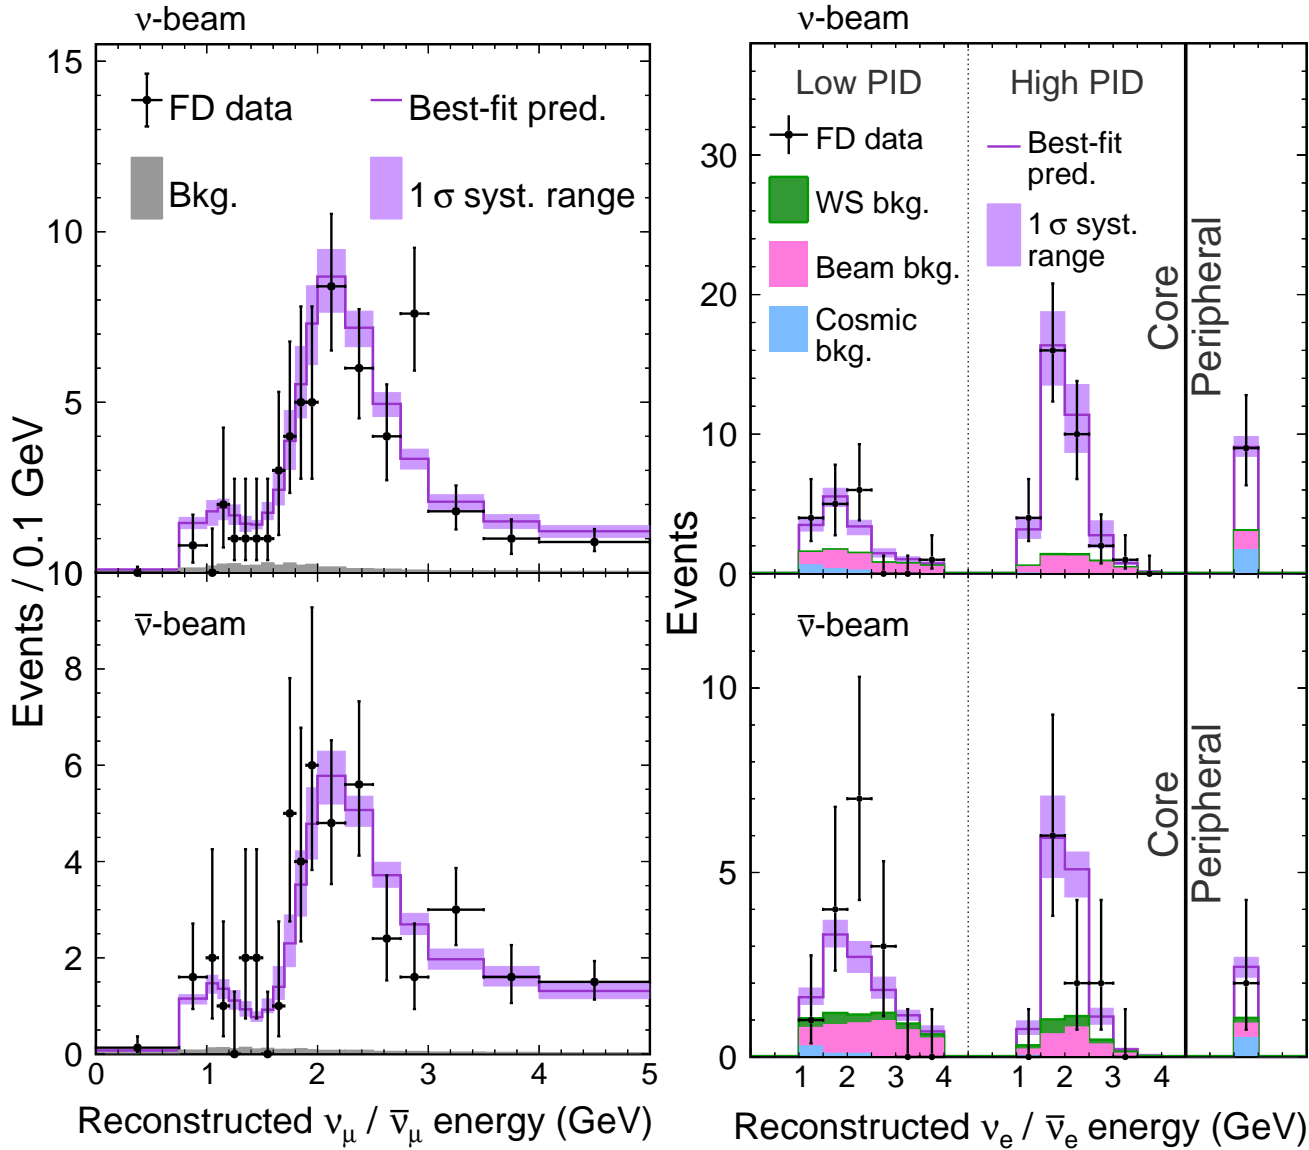 ν-beam
15
10
5
10
FD data
Best-fit pred.
Bkg.
1 σ syst. range
Events / 0.1 GeV
ν̅-beam
8
6
4
2
0
0 1 2 3 4 5
Reconstructed ν_μ / ν̅_μ energy (GeV)
ν-beam
30
20
10
0
Low PID
High PID
FD data
WS bkg.
Beam bkg.
Cosmic
bkg.
Best-fit
pred.
1 σ syst.
range
Core
Peripheral
Events
ν̅-beam
10
5
0
Core
Peripheral
1 2 3 4 1 2 3 4
Reconstructed ν_e / ν̅_e energy (GeV)